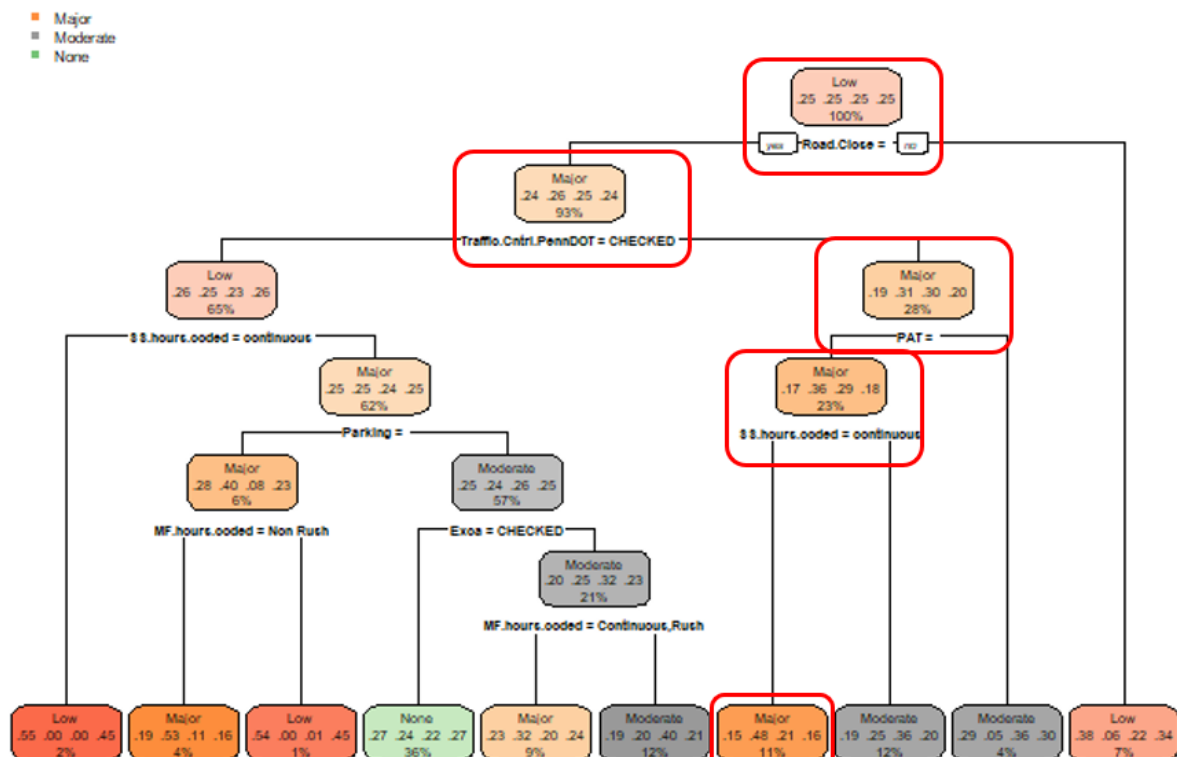 Major
Moderate
None
Low
.25 .25 .25 .25
100%
yes Road.Close = no
Major
.24 .26 .25 .24
93%
Traffic.Cntrl.PennDOT = CHECKED
Low
.26 .25 .23 .26
65%
Major
.19 .31 .30 .20
28%
SS.hours.coded = continuous
PAT =
Major
.25 .25 .24 .25
62%
Major
.17 .36 .29 .18
23%
Parking =
SS.hours.coded = continuous
Major
.28 .40 .08 .23
6%
Moderate
.25 .24 .26 .25
57%
MF.hours.coded = Non Rush
Exca = CHECKED
Moderate
.20 .25 .32 .23
21%
MF.hours.coded = Continuous,Rush
Low
.55 .00 .00 .45
2%
Major
.19 .53 .11 .16
4%
Low
.54 .00 .01 .45
1%
None
.27 .24 .22 .27
36%
Major
.23 .32 .20 .24
9%
Moderate
.19 .20 .40 .21
12%
Major
.15 .48 .21 .16
11%
Moderate
.19 .25 .36 .20
12%
Moderate
.29 .05 .36 .30
4%
Low
.38 .06 .22 .34
7%